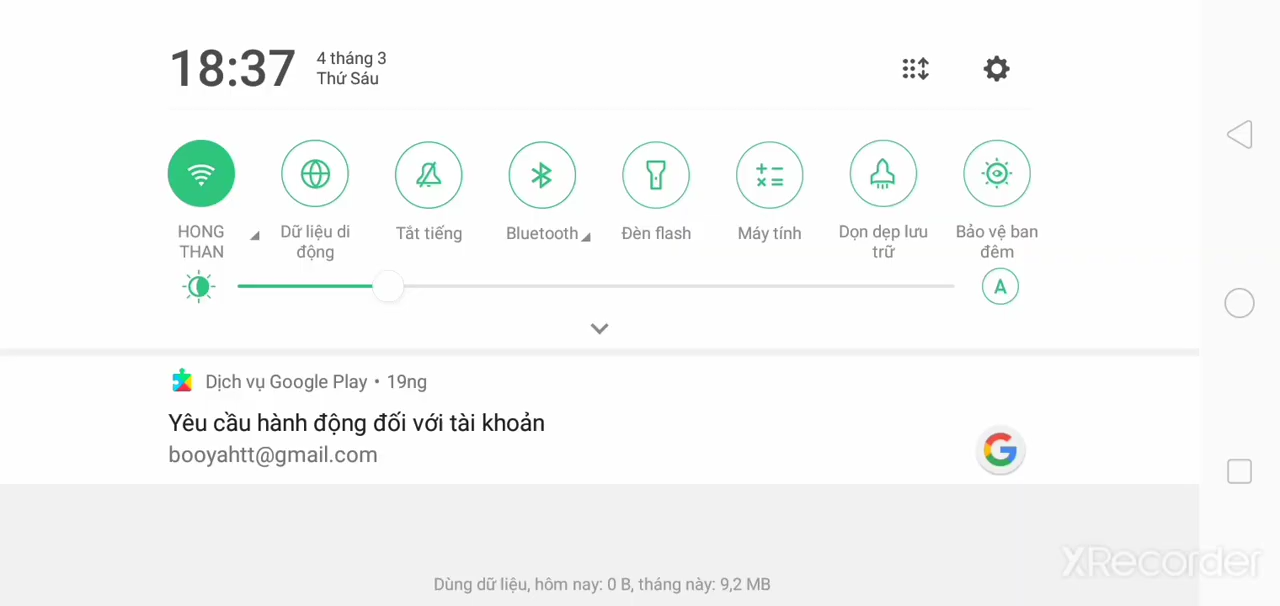 18:37
4 tháng 3
Thứ Sáu
HONG THAN
Dữ liệu di động
Tắt tiếng
Bluetooth
Đèn flash
Máy tính
Dọn dẹp lưu trữ
Bảo vệ ban đêm
A
Dịch vụ Google Play • 19ng
Yêu cầu hành động đối với tài khoản
booyahtt@gmail.com
G
Dùng dữ liệu, hôm nay: 0 B, tháng này: 9,2 MB
XRecorder